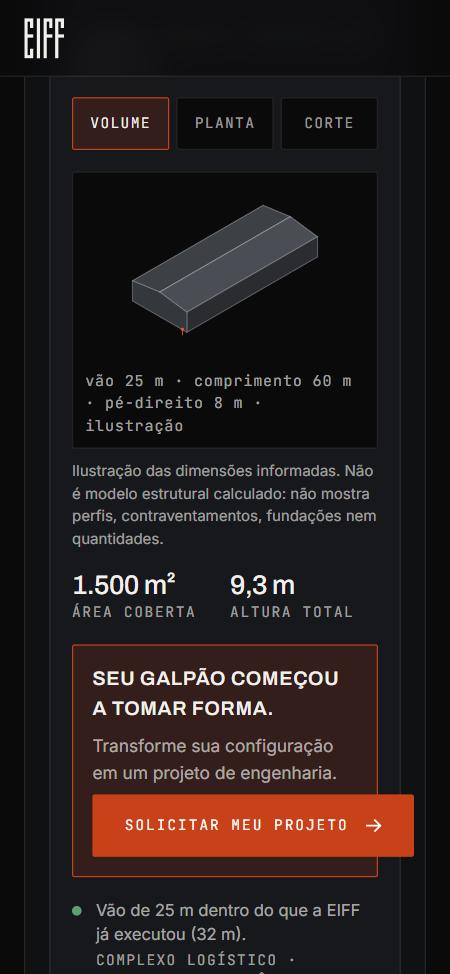 EIFF
VOLUME PLANTA CORTE
vão 25 m · comprimento 60 m
· pé-direito 8 m ·
ilustração
Ilustração das dimensões informadas. Não
é modelo estrutural calculado: não mostra
perfis, contraventamentos, fundações nem
quantidades.
1.500 m² 9,3 m
ÁREA COBERTA ALTURA TOTAL
SEU GALPÃO COMEÇOU
A TOMAR FORMA.
Transforme sua configuração
em um projeto de engenharia.
SOLICITAR MEU PROJETO →
Vão de 25 m dentro do que a EIFF
já executou (32 m).
COMPLEXO LOGÍSTICO ·